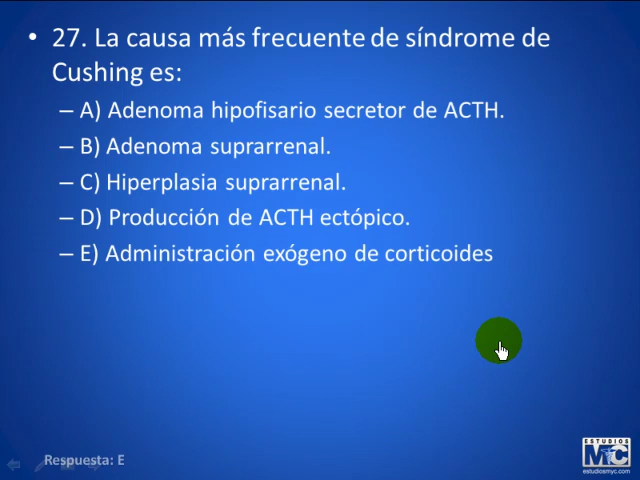 • 27. La causa más frecuente de síndrome de
Cushing es:
– A) Adenoma hipofisario secretor de ACTH.
– B) Adenoma suprarrenal.
– C) Hiperplasia suprarrenal.
– D) Producción de ACTH ectópico.
– E) Administración exógeno de corticoides
Respuesta: E
ESTUDIOS
MyC
estudiosmyc.com